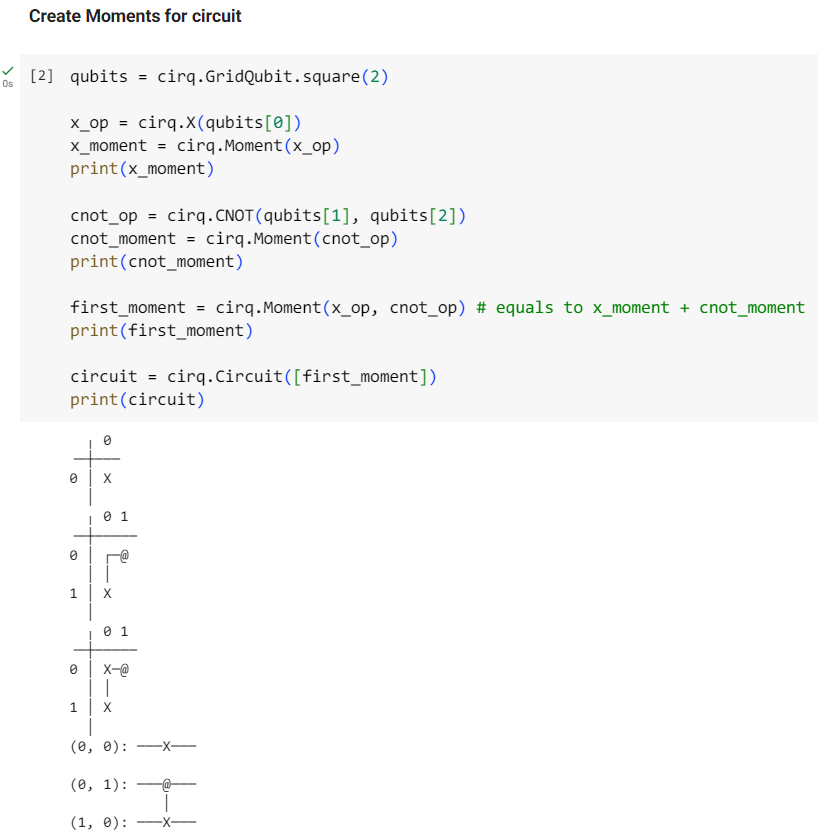 Create Moments for circuit
[2] qubits = cirq.GridQubit.square(2)
0s
x_op = cirq.X(qubits[0])
x_moment = cirq.Moment(x_op)
print(x_moment)
cnot_op = cirq.CNOT(qubits[1], qubits[2])
cnot_moment = cirq.Moment(cnot_op)
print(cnot_moment)
first_moment = cirq.Moment(x_op, cnot_op) # equals to x_moment + cnot_moment
print(first_moment)
circuit = cirq.Circuit([first_moment])
print(circuit)
  ╷ 0
╶─┼───
0 │ X
  │
  ╷ 0 1
╶─┼─────
0 │ ┌─@
  │ │
1 │ X
  │
  ╷ 0 1
╶─┼─────
0 │ X─@
  │ │
1 │ X
  │
(0, 0): ───X───
(0, 1): ───@───
           │
(1, 0): ───X───